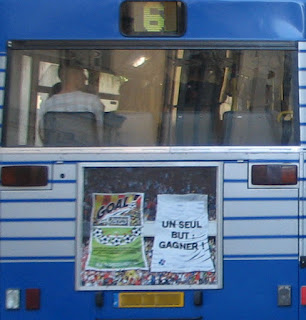 6
GOAL
UN SEUL
BUT :
GAGNER !